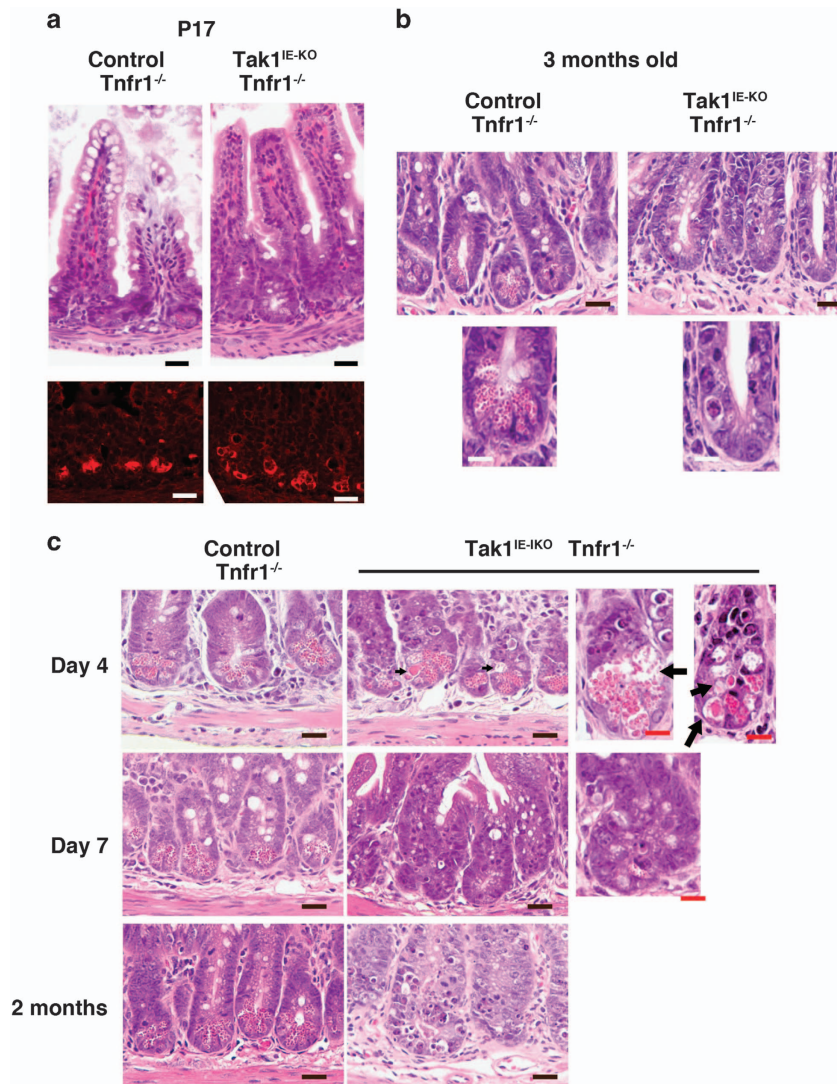 a
P17
Control
Tnfr1-/-
Tak1IE-KO
Tnfr1-/-
b
3 months old
Control
Tnfr1-/-
Tak1IE-KO
Tnfr1-/-
c
Control
Tnfr1-/-
Tak1IE-IKO Tnfr1-/-
Day 4
Day 7
2 months